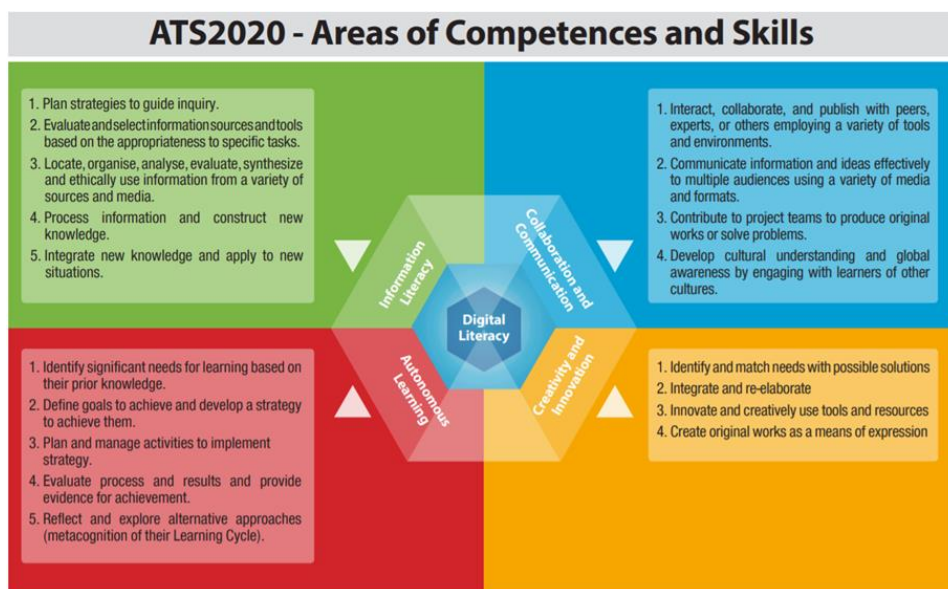 ATS2020 - Areas of Competences and Skills
1. Plan strategies to guide inquiry.
2. Evaluate and select information sources and tools
based on the appropriateness to specific tasks.
3. Locate, organise, analyse, evaluate, synthesize
and ethically use information from a variety of
sources and media.
4. Process information and construct new
knowledge.
5. Integrate new knowledge and apply to new
situations.
1. Interact, collaborate, and publish with peers,
experts, or others employing a variety of tools
and environments.
2. Communicate information and ideas effectively
to multiple audiences using a variety of media
and formats.
3. Contribute to project teams to produce original
works or solve problems.
4. Develop cultural understanding and global
awareness by engaging with learners of other
cultures.
Information
Literacy
Collaboration and
Communication
Digital
Literacy
Autonomous
Learning
Creativity and
Innovation
1. Identify significant needs for learning based on
their prior knowledge.
2. Define goals to achieve and develop a strategy
to achieve them.
3. Plan and manage activities to implement
strategy.
4. Evaluate process and results and provide
evidence for achievement.
5. Reflect and explore alternative approaches
(metacognition of their Learning Cycle).
1. Identify and match needs with possible solutions
2. Integrate and re-elaborate
3. Innovate and creatively use tools and resources
4. Create original works as a means of expression